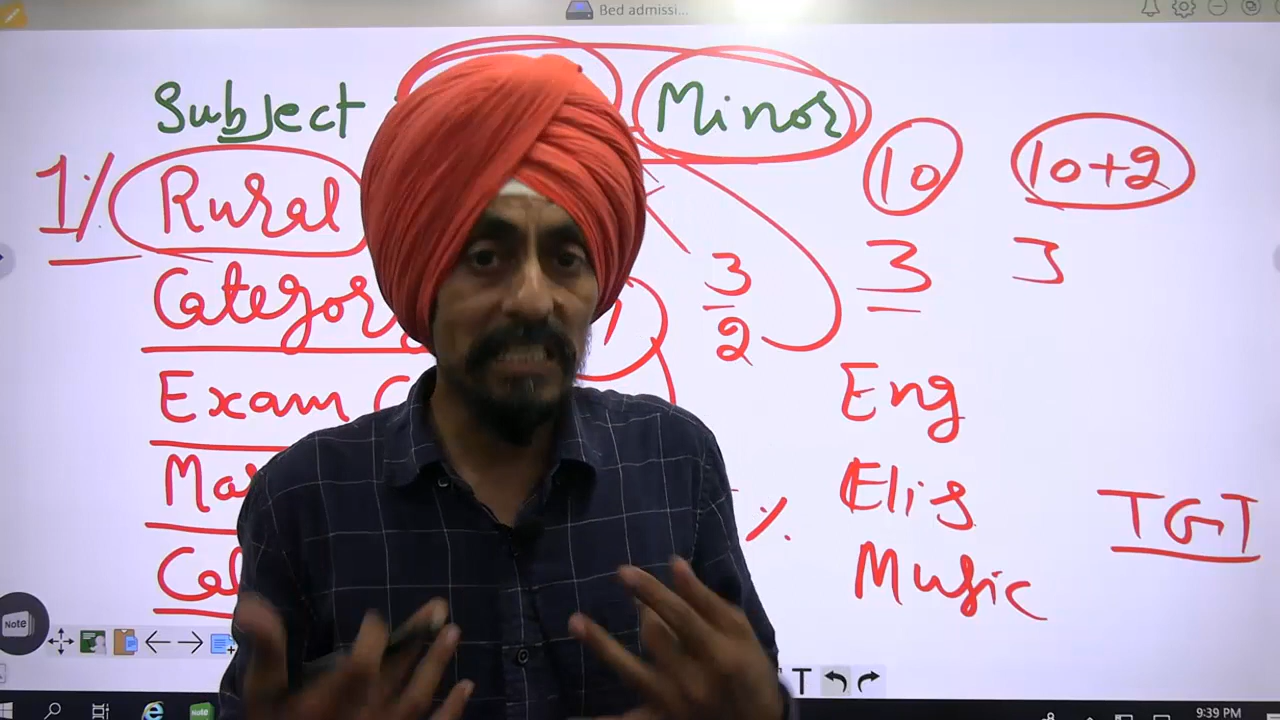 Bed admissi...
Subject Minor
10 10+2
1% Rural
3 3
Category 3
2
Exam Eng
Elig
% TGT
Music
Note
T
9:39 PM